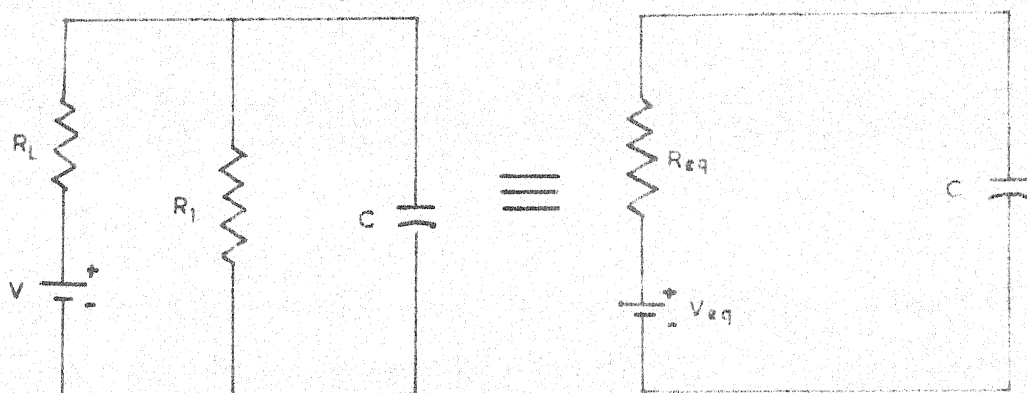 R_L
R_1
C
V
+
-
R_eq
C
+
V_eq
-